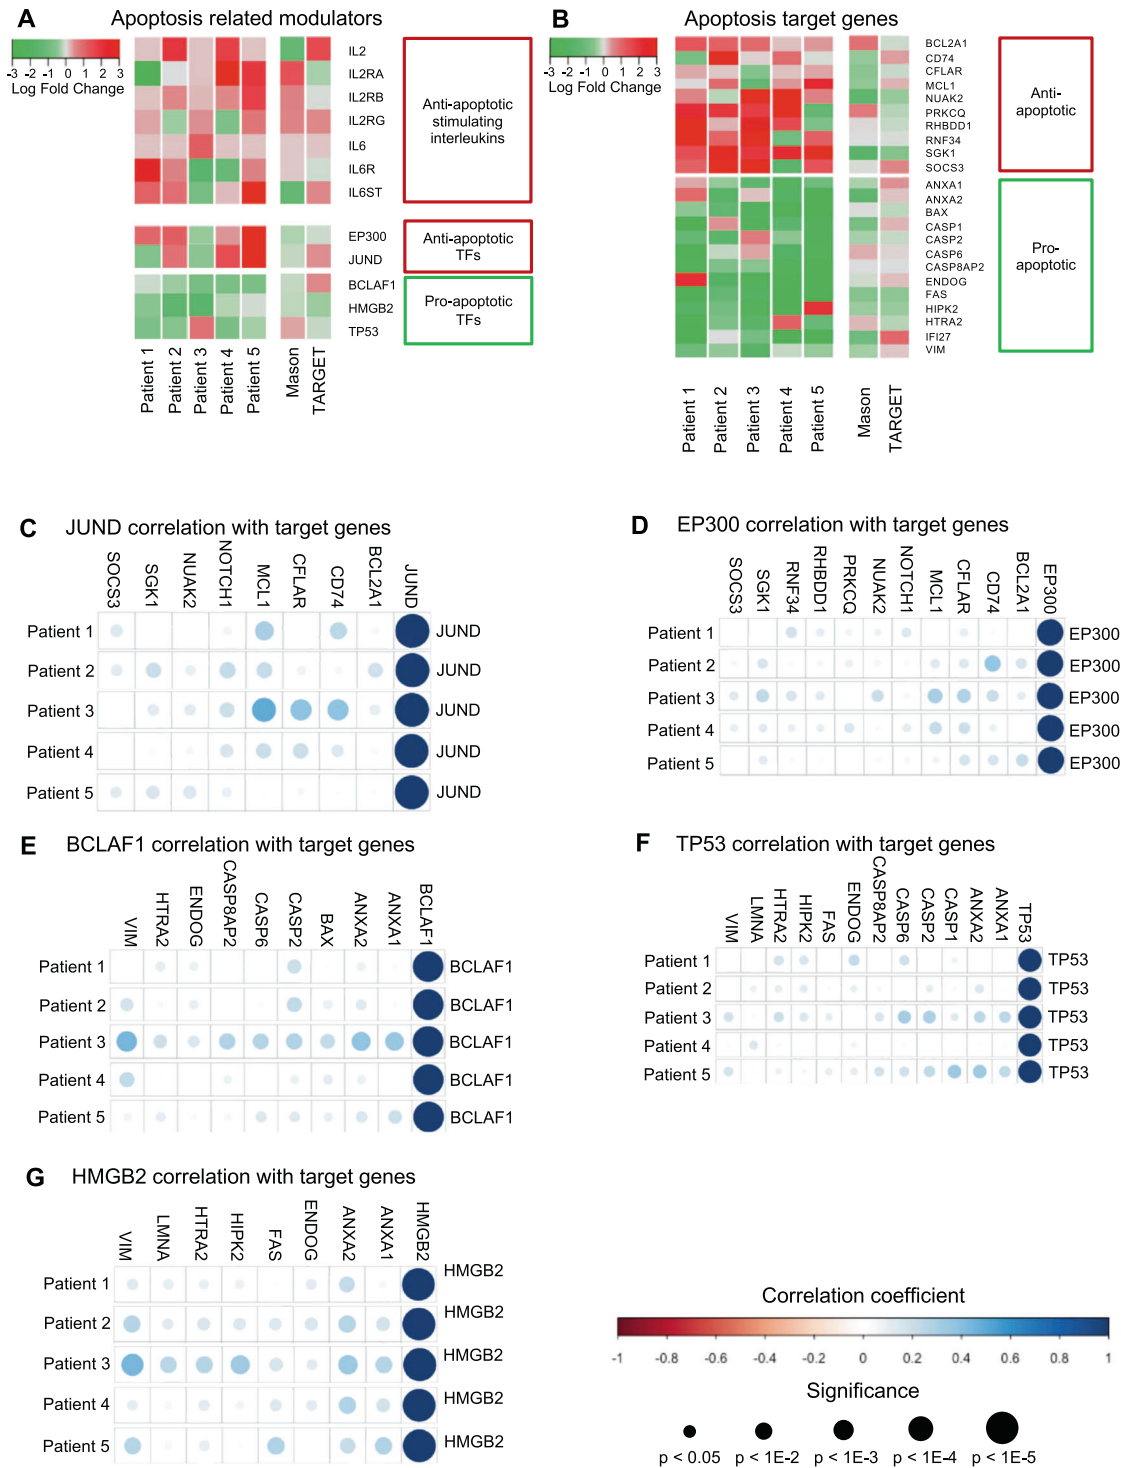 A
Apoptosis related modulators
-3 -2 -1 0 1 2 3
Log Fold Change
IL2
IL2RA
IL2RB
IL2RG
IL6
IL6R
IL6ST
Anti-apoptotic
stimulating
interleukins
EP300
JUND
Anti-apoptotic
TFs
BCLAF1
HMGB2
TP53
Pro-apoptotic
TFs
Patient 1
Patient 2
Patient 3
Patient 4
Patient 5
Mason
TARGET
B
Apoptosis target genes
-3 -2 -1 0 1 2 3
Log Fold Change
BCL2A1
CD74
CFLAR
MCL1
NUAK2
PRKCQ
RHBDD1
RNF34
SGK1
SOCS3
Anti-
apoptotic
ANXA1
ANXA2
BAX
CASP1
CASP2
CASP6
CASP8AP2
ENDOG
FAS
HIPK2
HTRA2
IFI27
VIM
Pro-
apoptotic
Patient 1
Patient 2
Patient 3
Patient 4
Patient 5
Mason
TARGET
C
JUND correlation with target genes
SOCS3
SGK1
NUAK2
NOTCH1
MCL1
CFLAR
CD74
BCL2A1
JUND
Patient 1 JUND
Patient 2 JUND
Patient 3 JUND
Patient 4 JUND
Patient 5 JUND
D
EP300 correlation with target genes
SOCS3
SGK1
RNF34
RHBDD1
PRKCQ
NUAK2
NOTCH1
MCL1
CFLAR
CD74
BCL2A1
EP300
Patient 1 EP300
Patient 2 EP300
Patient 3 EP300
Patient 4 EP300
Patient 5 EP300
E
BCLAF1 correlation with target genes
VIM
HTRA2
ENDOG
CASP8AP2
CASP6
CASP2
BAX
ANXA2
ANXA1
BCLAF1
Patient 1 BCLAF1
Patient 2 BCLAF1
Patient 3 BCLAF1
Patient 4 BCLAF1
Patient 5 BCLAF1
F
TP53 correlation with target genes
VIM
LMNA
HTRA2
HIPK2
FAS
ENDOG
CASP8AP2
CASP6
CASP2
CASP1
ANXA2
ANXA1
TP53
Patient 1 TP53
Patient 2 TP53
Patient 3 TP53
Patient 4 TP53
Patient 5 TP53
G
HMGB2 correlation with target genes
VIM
LMNA
HTRA2
HIPK2
FAS
ENDOG
ANXA2
ANXA1
HMGB2
Patient 1 HMGB2
Patient 2 HMGB2
Patient 3 HMGB2
Patient 4 HMGB2
Patient 5 HMGB2
Correlation coefficient
-1 -0.8 -0.6 -0.4 -0.2 0 0.2 0.4 0.6 0.8 1
Significance
p < 0.05 p < 1E-2 p < 1E-3 p < 1E-4 p < 1E-5